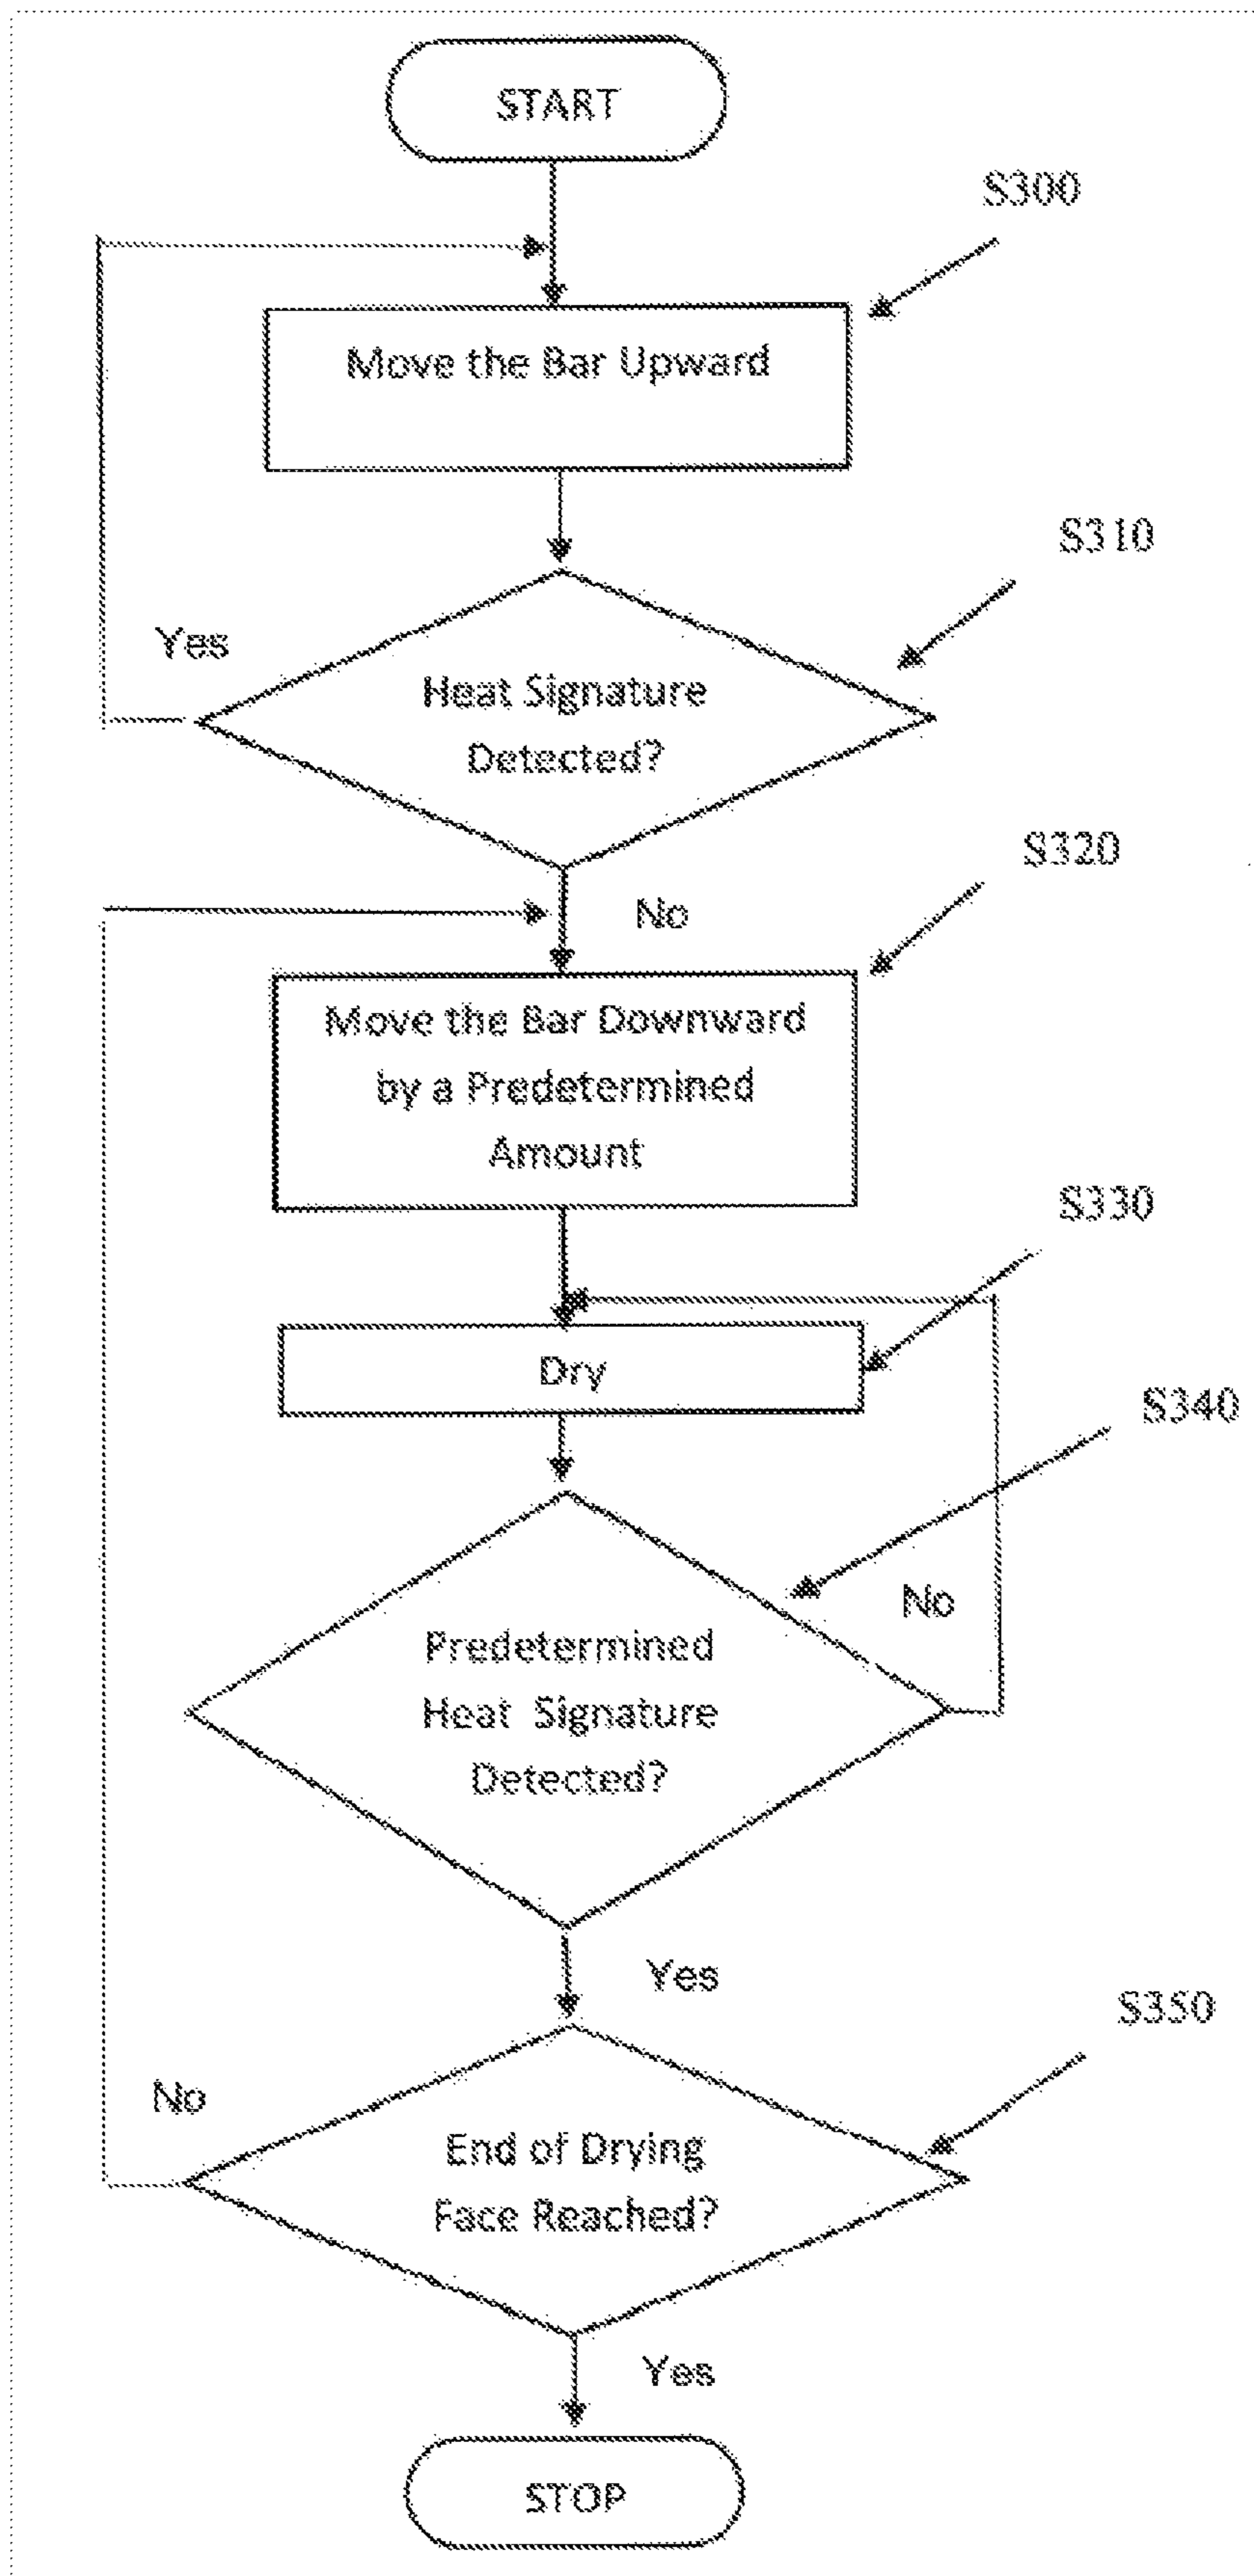 START
S300
Move the Bar Upward
S310
Yes
Heat Signature
Detected?
S320
No
Move the Bar Downward
by a Predetermined
Amount
S330
Dry
S340
No
Predetermined
Heat Signature
Detected?
Yes
S350
No
End of Drying
Face Reached?
Yes
STOP